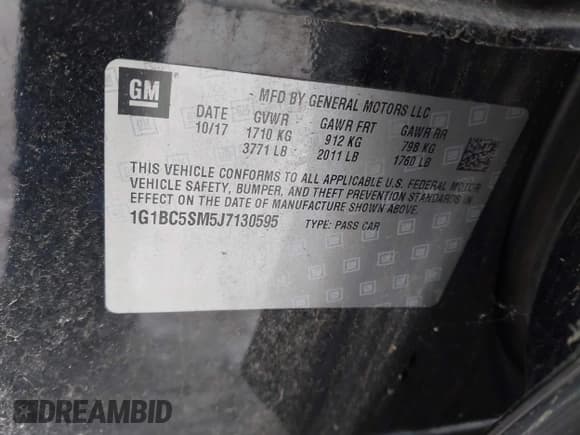 GM
MFD BY GENERAL MOTORS LLC
DATE GVWR GAWR FRT GAWR RR
10/17 1710 KG 912 KG 798 KG
3771 LB 2011 LB 1760 LB
THIS VEHICLE CONFORMS TO ALL APPLICABLE U.S. FEDERAL MOTOR
VEHICLE SAFETY, BUMPER, AND THEFT PREVENTION STANDARDS IN
EFFECT ON THE DATE OF MANUFACTURE SHOWN ABOVE.
1G1BC5SM5J7130595 TYPE: PASS CAR
DREAMBID